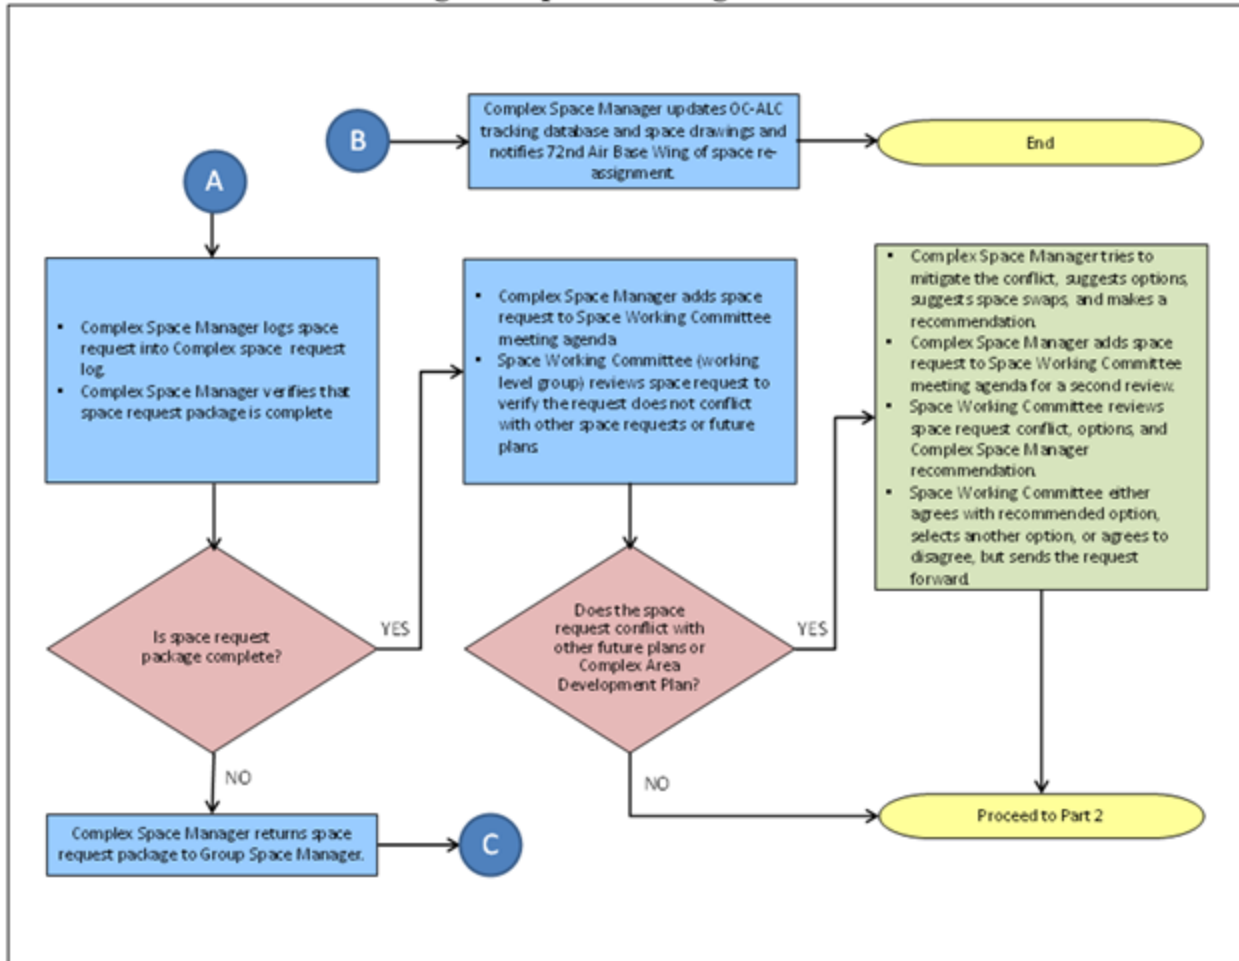 B
Complex Space Manager updates OC-ALC
tracking database and space drawings and
notifies 72nd Air Base Wing of space re-
assignment.
End
A
▪ Complex Space Manager logs space
request into Complex space request
log.
▪ Complex Space Manager verifies that
space request package is complete
▪ Complex Space Manager adds space
request to Space Working Committee
meeting agenda
▪ Space Working Committee (working
level group) reviews space request to
verify the request does not conflict
with other space requests or future
plans
▪ Complex Space Manager tries to
mitigate the conflict, suggests options,
suggests space swaps, and makes a
recommendation.
▪ Complex Space Manager adds space
request to Space Working Committee
meeting agenda for a second review.
▪ Space Working Committee reviews
space request conflict, options, and
Complex Space Manager
recommendation.
▪ Space Working Committee either
agrees with recommended option,
selects another option, or agrees to
disagree, but sends the request
forward.
Is space request
package complete?
YES
NO
Does the space
request conflict with
other future plans or
Complex Area
Development Plan?
YES
NO
Complex Space Manager returns space
request package to Group Space Manager.
C
Proceed to Part 2